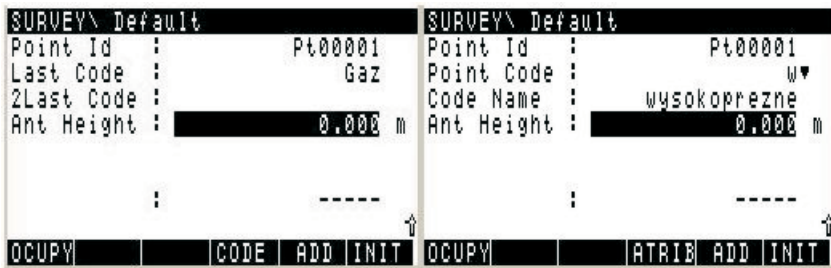 SURVEY\ Default
Point Id : Pt00001
Last Code : Gaz
2Last Code :
Ant Height : 0.000 m
: -----
OCUPY CODE ADD INIT
SURVEY\ Default
Point Id : Pt00001
Point Code : w▼
Code Name : wysokoprezne
Ant Height : 0.000 m
: -----
OCUPY ATRIB ADD INIT